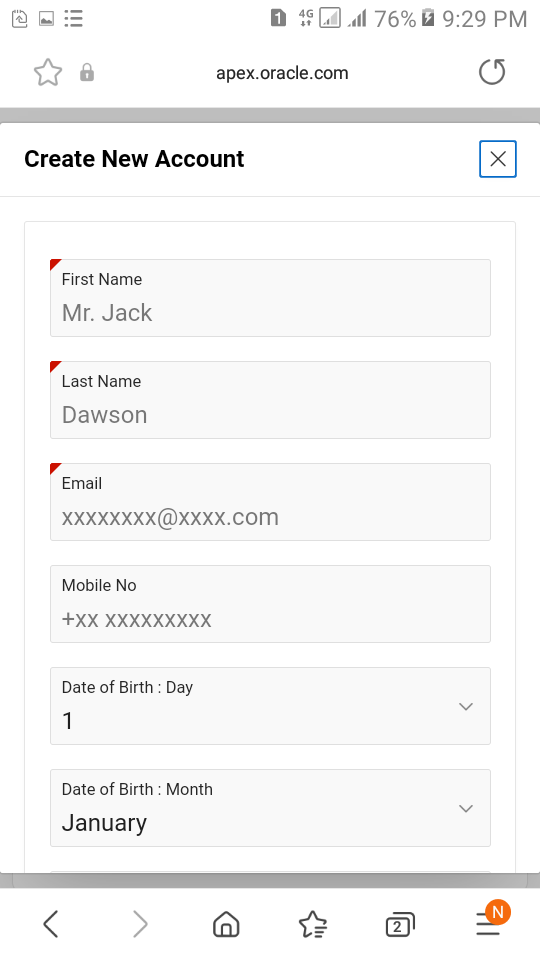 1 4G 76% 9:29 PM
apex.oracle.com
Create New Account
First Name
Mr. Jack
Last Name
Dawson
Email
xxxxxxxx@xxxx.com
Mobile No
+xx xxxxxxxxx
Date of Birth : Day
1
Date of Birth : Month
January
2 N